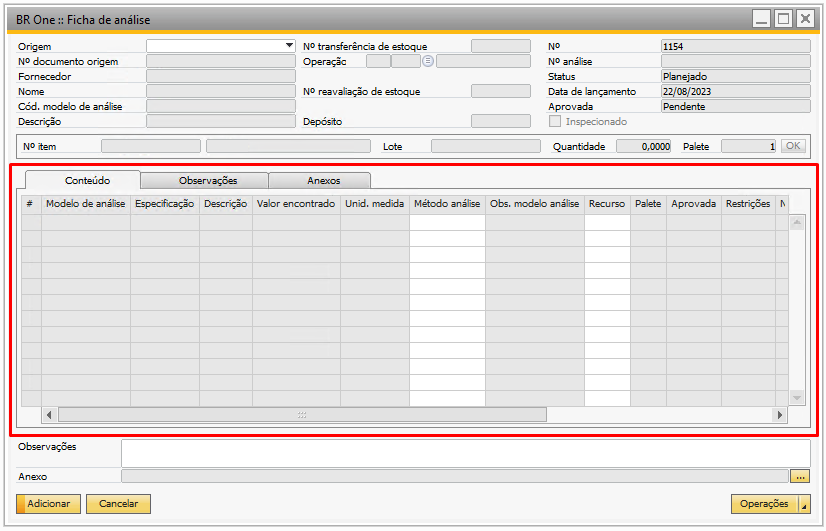 BR One :: Ficha de análise
Origem Nº transferência de estoque Nº 1154
Nº documento origem Operação Nº análise
Fornecedor Status Planejado
Nome Nº reavaliação de estoque Data de lançamento 22/08/2023
Cód. modelo de análise Aprovada Pendente
Descrição Depósito Inspecionado
Nº item Lote Quantidade 0,0000 Palete 1 OK
Conteúdo Observações Anexos
# Modelo de análise Especificação Descrição Valor encontrado Unid. medida Método análise Obs. modelo análise Recurso Palete Aprovada Restrições N
Observações
Anexo ...
Adicionar Cancelar Operações